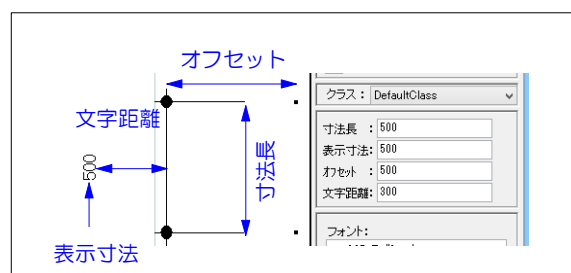 オフセット
文字距離
500
寸法長
表示寸法
クラス： DefaultClass
寸法長 ： 500
表示寸法： 500
ｵﾌｾｯﾄ ： 500
文字距離： 300
フォント：